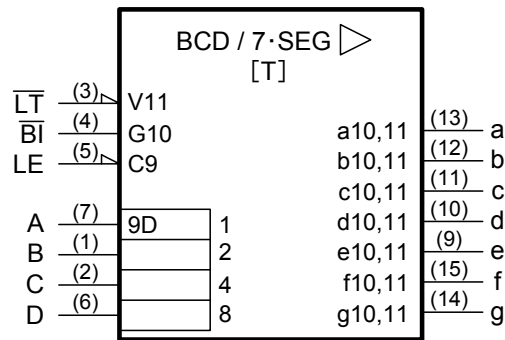 BCD / 7·SEG ▷
[T]
L̅T̅ (3) V11
B̅I̅ (4) G10
LE (5) C9
a10,11 (13) a
b10,11 (12) b
c10,11 (11) c
d10,11 (10) d
e10,11 (9) e
f10,11 (15) f
g10,11 (14) g
A (7) 9D 1
B (1) 2
C (2) 4
D (6) 8